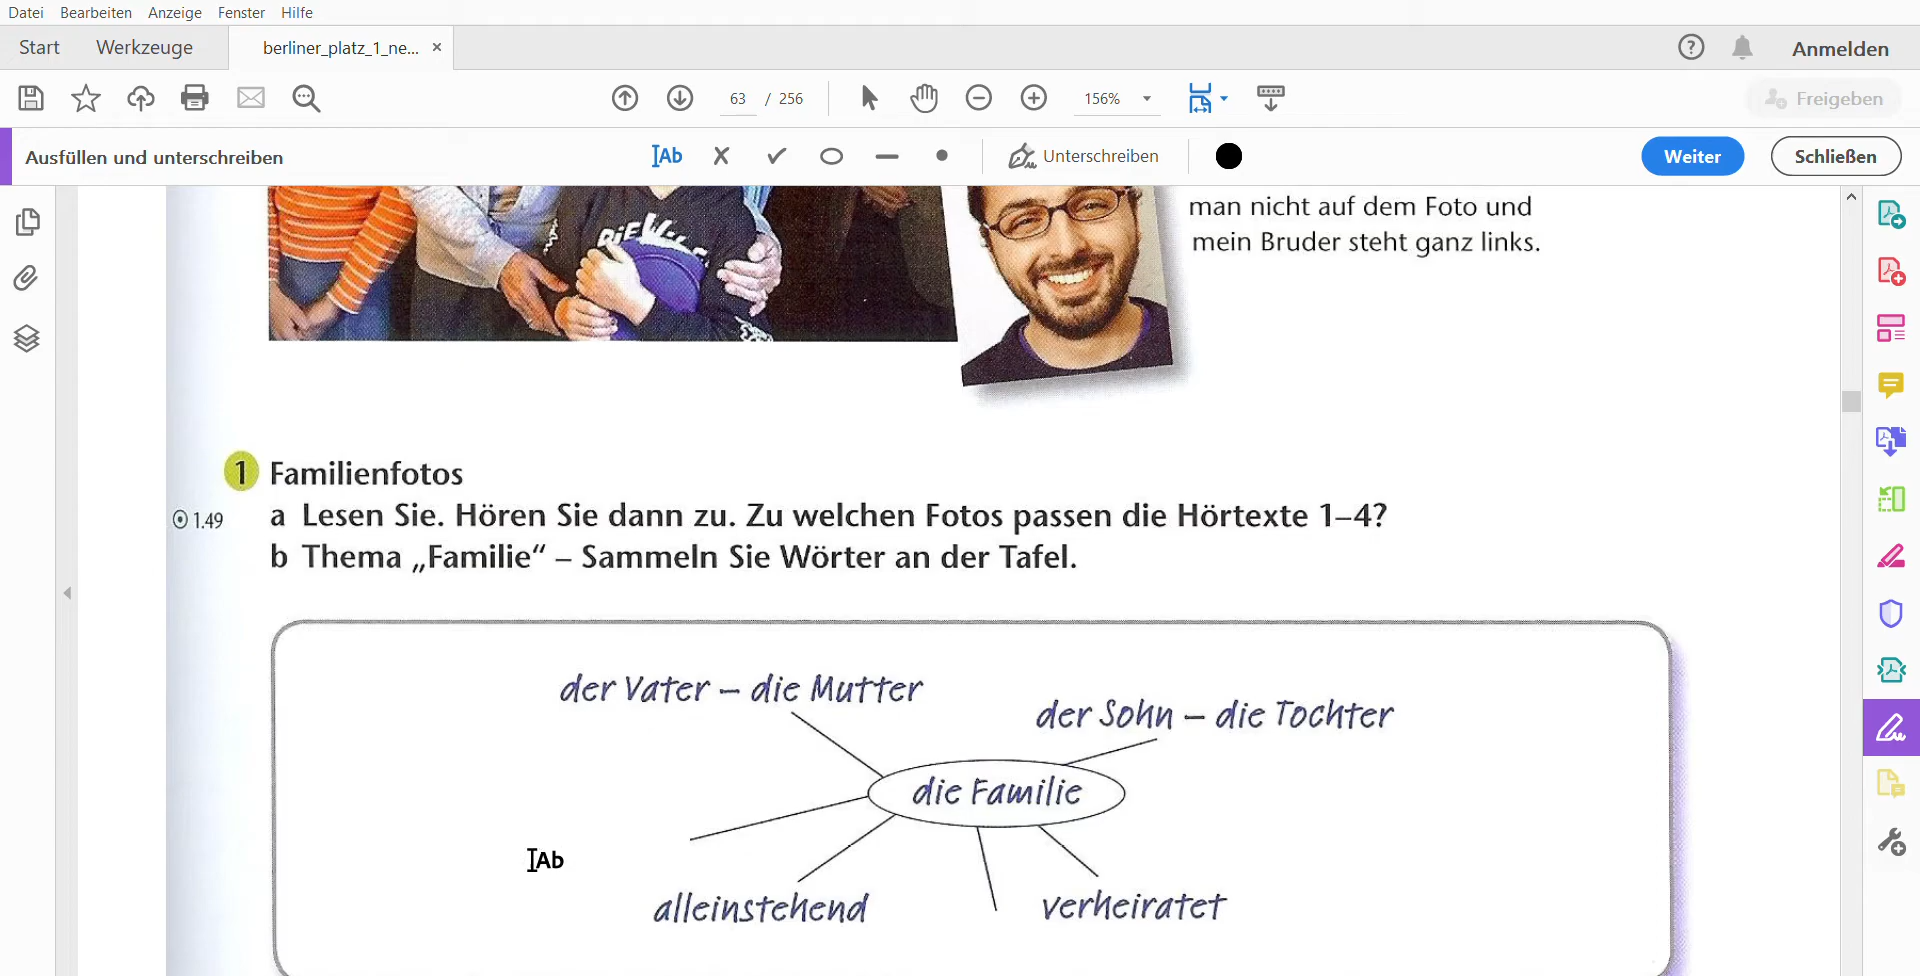 Datei Bearbeiten Anzeige Fenster Hilfe
Start Werkzeuge berliner_platz_1_ne... × Anmelden
63 / 256 156% Freigeben
Ausfüllen und unterschreiben Ab Unterschreiben Weiter Schließen
man nicht auf dem Foto und
mein Bruder steht ganz links.
1 Familienfotos
1.49 a Lesen Sie. Hören Sie dann zu. Zu welchen Fotos passen die Hörtexte 1–4?
b Thema „Familie“ – Sammeln Sie Wörter an der Tafel.
der Vater – die Mutter
der Sohn – die Tochter
die Familie
Ab
alleinstehend verheiratet